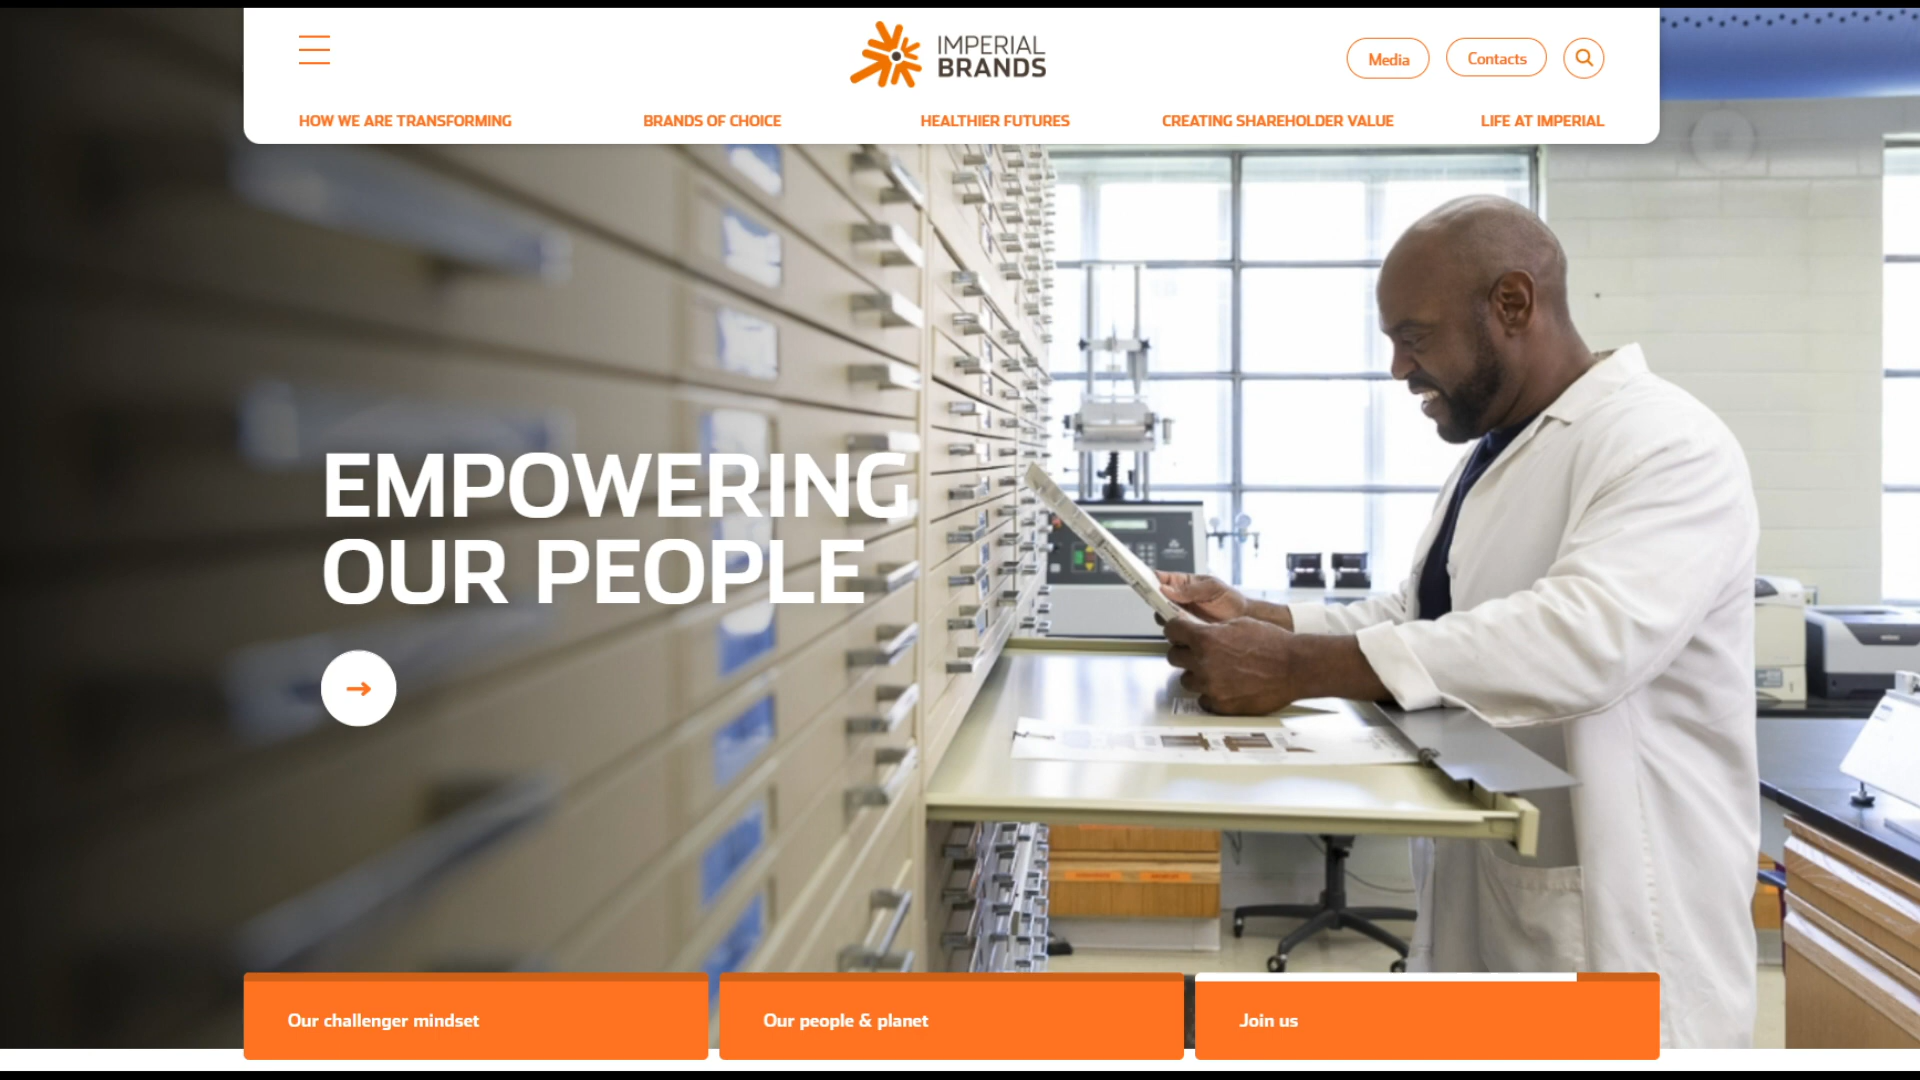 IMPERIAL
BRANDS
Media
Contacts
HOW WE ARE TRANSFORMING
BRANDS OF CHOICE
HEALTHIER FUTURES
CREATING SHAREHOLDER VALUE
LIFE AT IMPERIAL
EMPOWERING
OUR PEOPLE
Our challenger mindset
Our people & planet
Join us